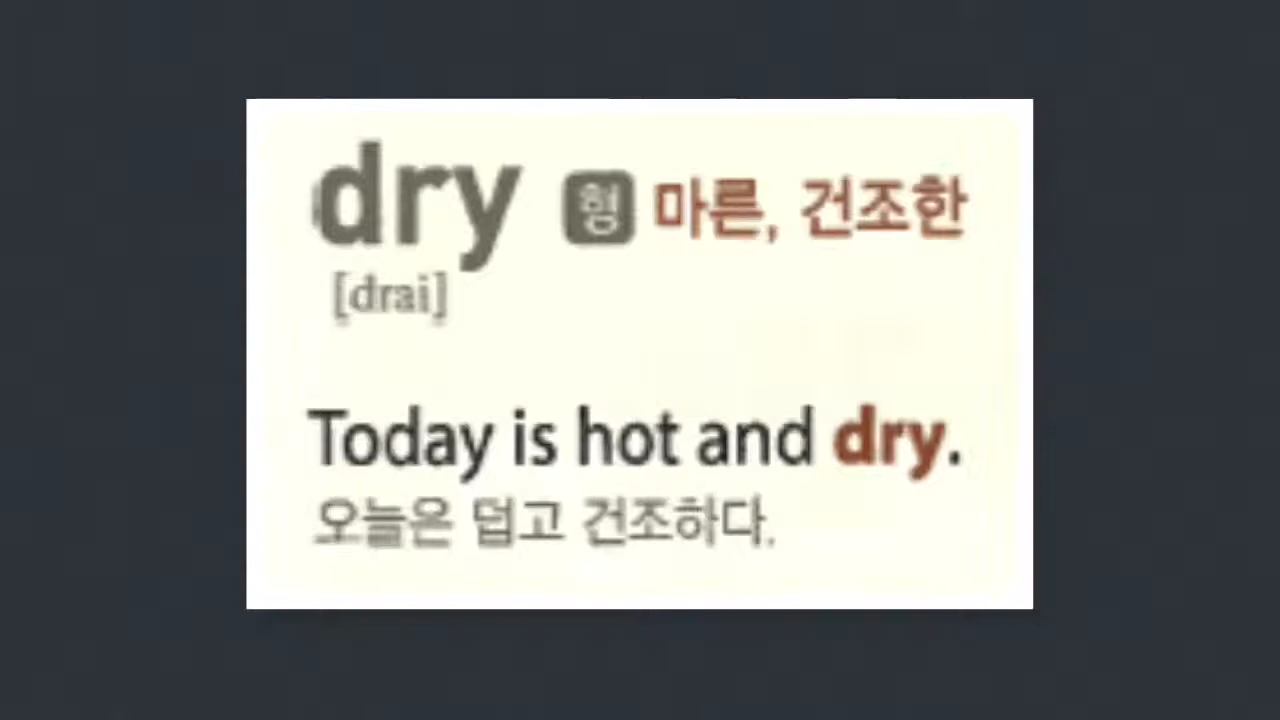 dry 형 마른, 건조한
[drai]
Today is hot and dry.
오늘은 덥고 건조하다.